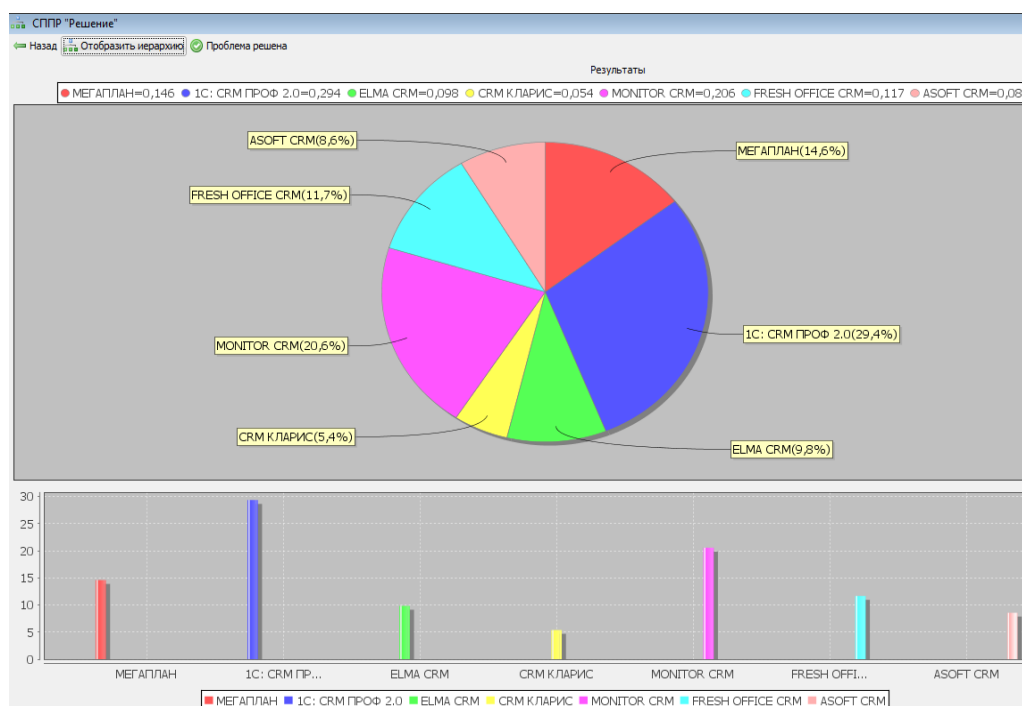 СППР "Решение"
Назад Отобразить иерархию Проблема решена
Результаты
МЕГАПЛАН=0,146 1С: CRM ПРОФ 2.0=0,294 ELMA CRM=0,098 CRM КЛАРИС=0,054 MONITOR CRM=0,206 FRESH OFFICE CRM=0,117 ASOFT CRM=0,08
ASOFT CRM(8,6%)
МЕГАПЛАН(14,6%)
FRESH OFFICE CRM(11,7%)
1С: CRM ПРОФ 2.0(29,4%)
MONITOR CRM(20,6%)
CRM КЛАРИС(5,4%)
ELMA CRM(9,8%)
30
25
20
15
10
5
0
МЕГАПЛАН 1С: CRM ПР... ELMA CRM CRM КЛАРИС MONITOR CRM FRESH OFFI... ASOFT CRM
МЕГАПЛАН 1С: CRM ПРОФ 2.0 ELMA CRM CRM КЛАРИС MONITOR CRM FRESH OFFICE CRM ASOFT CRM